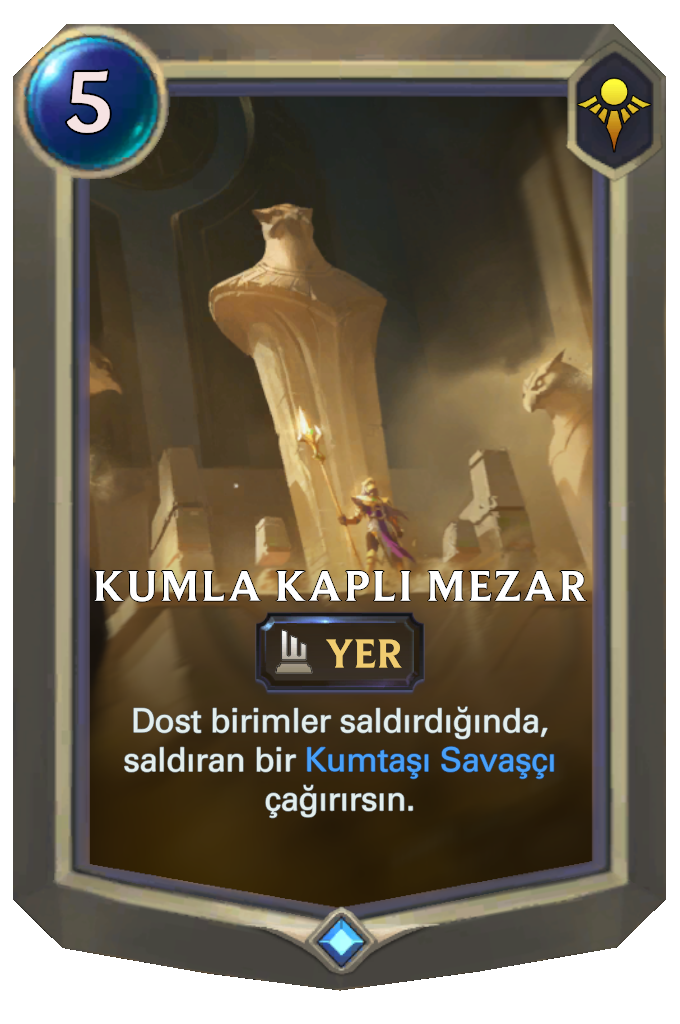 5
KUMLA KAPLI MEZAR
YER
Dost birimler saldırdığında,
saldıran bir Kumtaşı Savaşçı
çağırırsın.